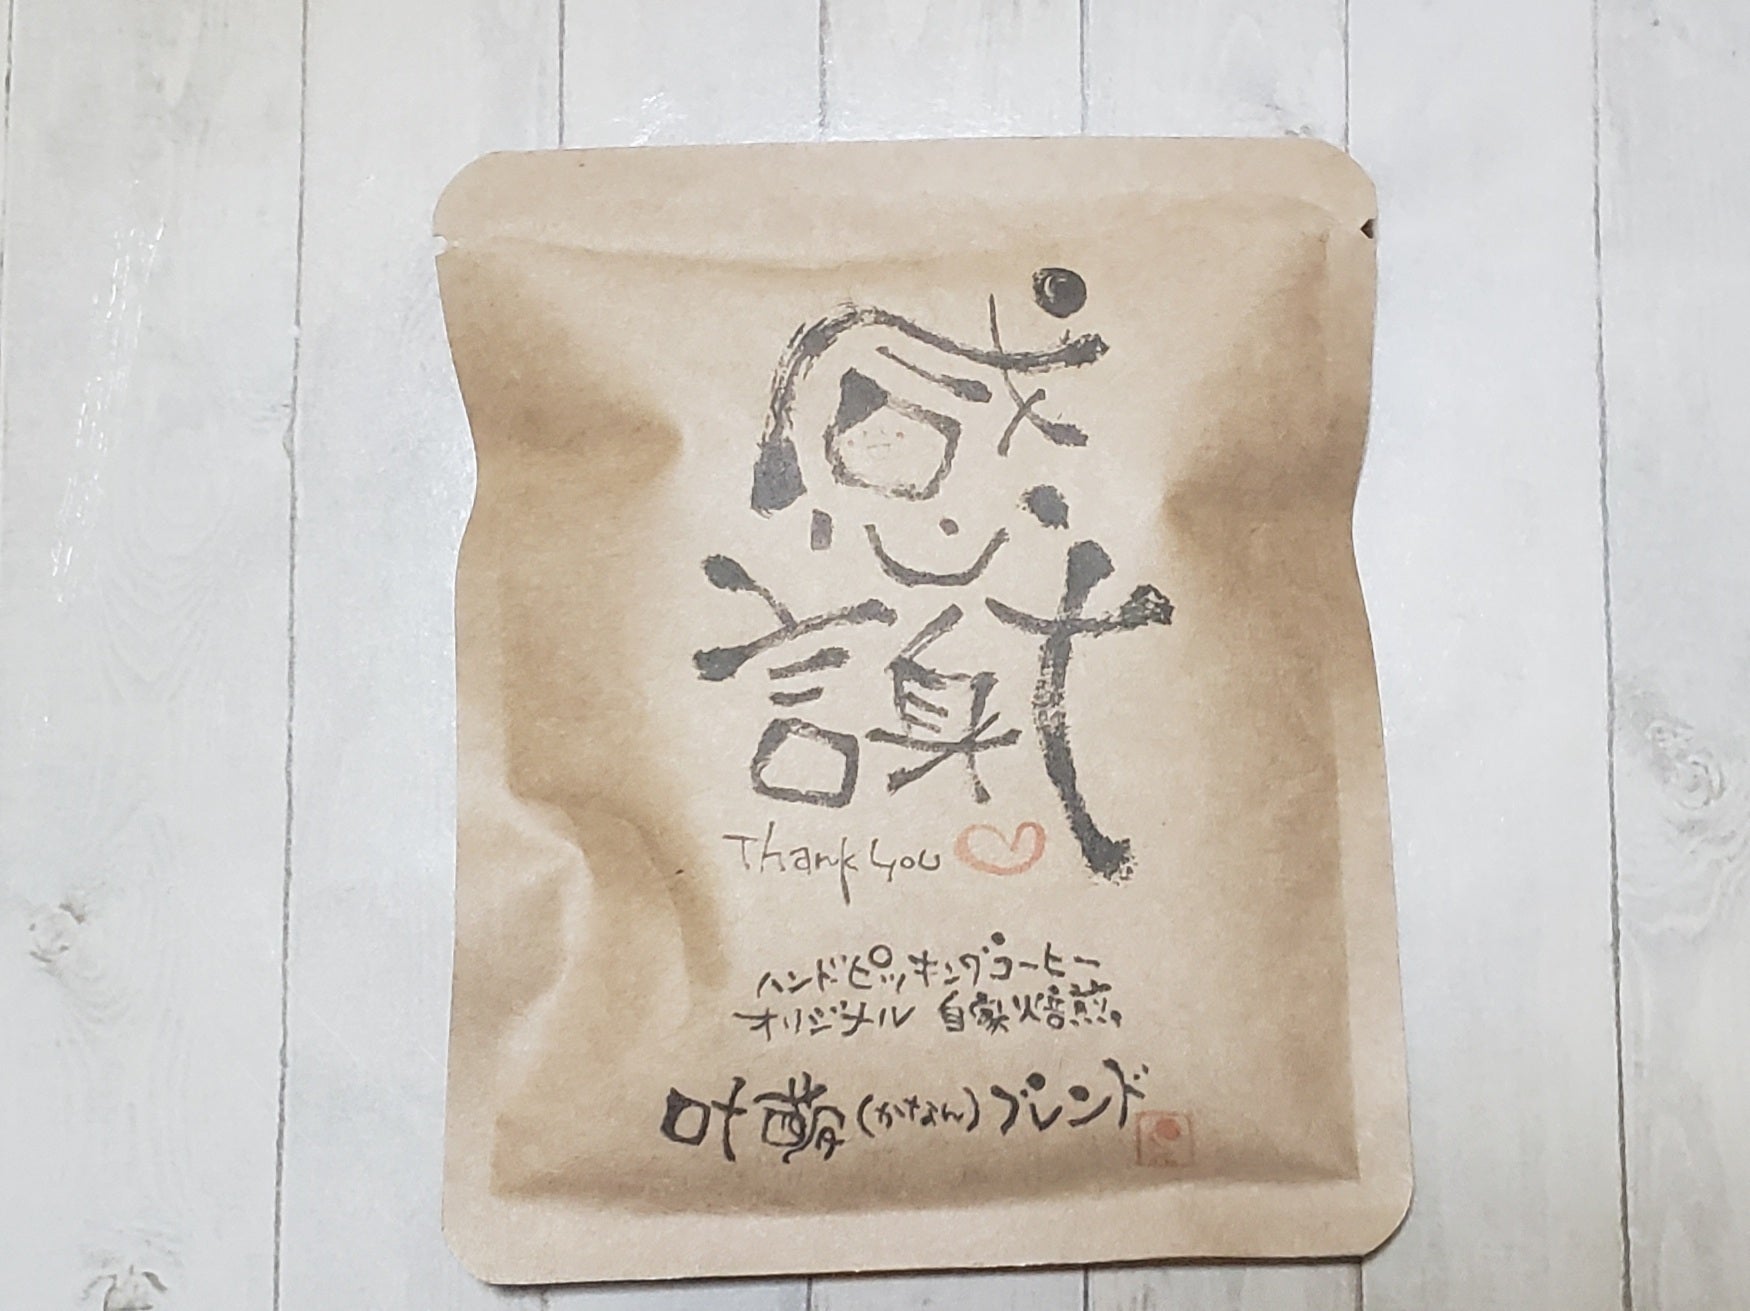 感謝
Thank You
ハンドピッキングコーヒー
オリジナル 自家焙煎。
叶萌(かなん)ブレンド